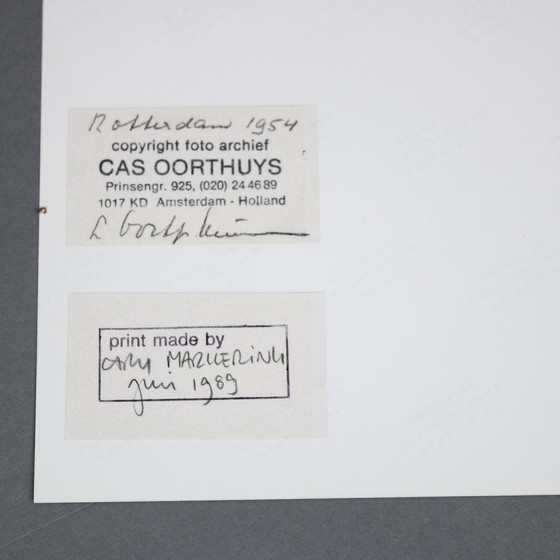 Rotterdam 1954
copyright foto archief
CAS OORTHUYS
Prinsengr. 925, (020) 24 46 89
1017 KD Amsterdam - Holland
print made by
MARKERINK
juni 1989